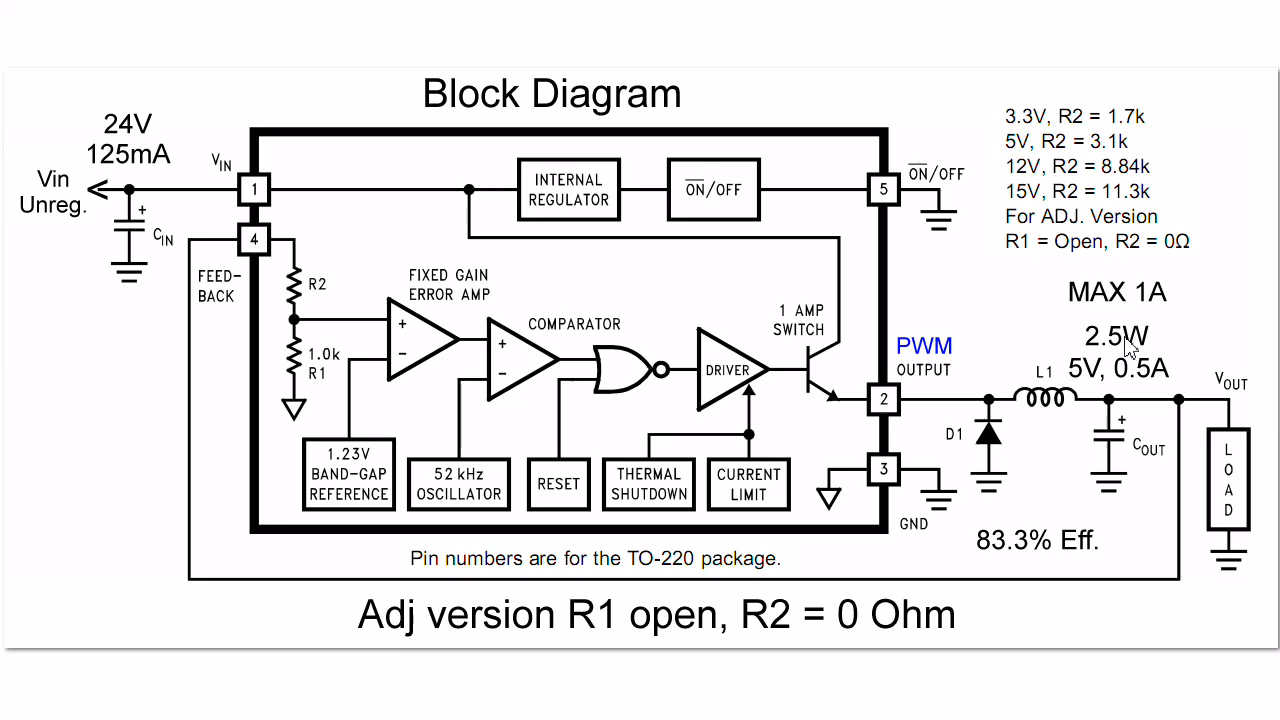 Block Diagram
24V
125mA
Vin
Unreg.
VIN
1
+
CIN
4
FEED-
BACK
R2
1.0k
R1
FIXED GAIN
ERROR AMP
+
−
COMPARATOR
+
−
INTERNAL
REGULATOR
ON/OFF
5
ON/OFF
1 AMP
SWITCH
DRIVER
1.23V
BAND-GAP
REFERENCE
52 kHz
OSCILLATOR
RESET
THERMAL
SHUTDOWN
CURRENT
LIMIT
3
GND
PWM
OUTPUT
2
3.3V, R2 = 1.7k
5V, R2 = 3.1k
12V, R2 = 8.84k
15V, R2 = 11.3k
For ADJ. Version
R1 = Open, R2 = 0Ω
MAX 1A
2.5W
5V, 0.5A
L1
VOUT
D1
+
COUT
LOAD
83.3% Eff.
Pin numbers are for the TO-220 package.
Adj version R1 open, R2 = 0 Ohm